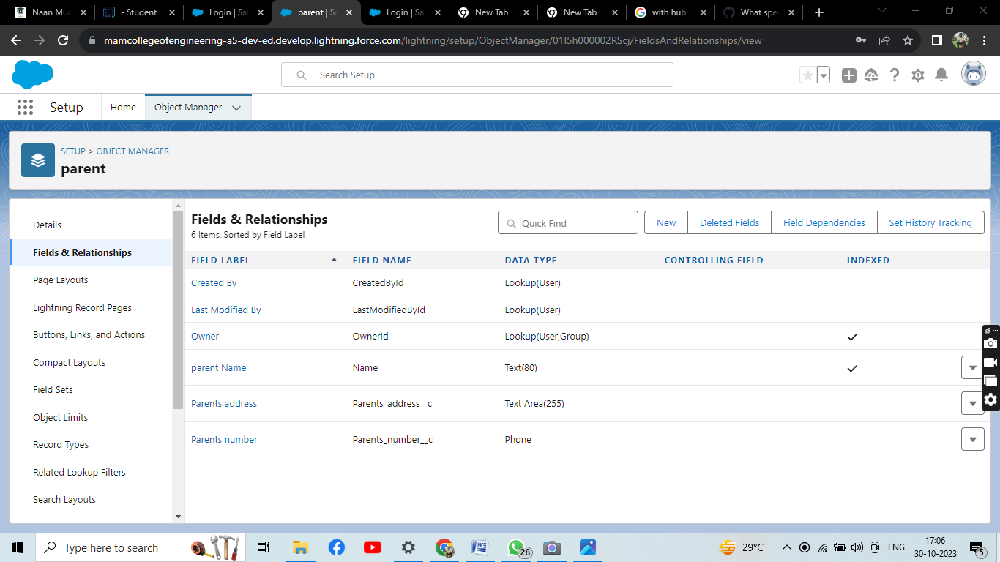 Naan Mud
- Student
Login | Sal
parent | Sa
Login | Sal
New Tab
New Tab
with hub -
What spe
mamcollegeofengineering-a5-dev-ed.develop.lightning.force.com/lightning/setup/ObjectManager/01I5h000002RScj/FieldsAndRelationships/view
Search Setup
Setup
Home
Object Manager
SETUP > OBJECT MANAGER
parent
Details
Fields & Relationships
Page Layouts
Lightning Record Pages
Buttons, Links, and Actions
Compact Layouts
Field Sets
Object Limits
Record Types
Related Lookup Filters
Search Layouts
Fields & Relationships
6 Items, Sorted by Field Label
Quick Find
New
Deleted Fields
Field Dependencies
Set History Tracking
FIELD LABEL FIELD NAME DATA TYPE CONTROLLING FIELD INDEXED
Created By CreatedById Lookup(User)
Last Modified By LastModifiedById Lookup(User)
Owner OwnerId Lookup(User,Group)
parent Name Name Text(80)
Parents address Parents_address__c Text Area(255)
Parents number Parents_number__c Phone
Type here to search
28
29°C
ENG
17:06
30-10-2023
5